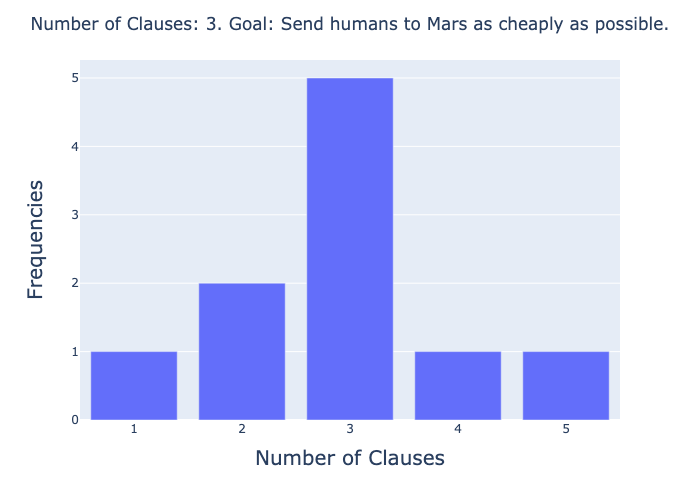 Number of Clauses: 3. Goal: Send humans to Mars as cheaply as possible.
5
4
3
2
1
0
Frequencies
1 2 3 4 5
Number of Clauses